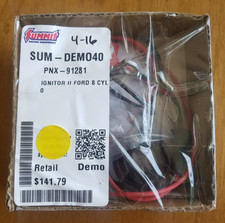 SUMMIT
4-16
SUM-DEMO40
PNX-91281
IGNITOR II FORD 8 CYL
0
Retail Demo
$141.79